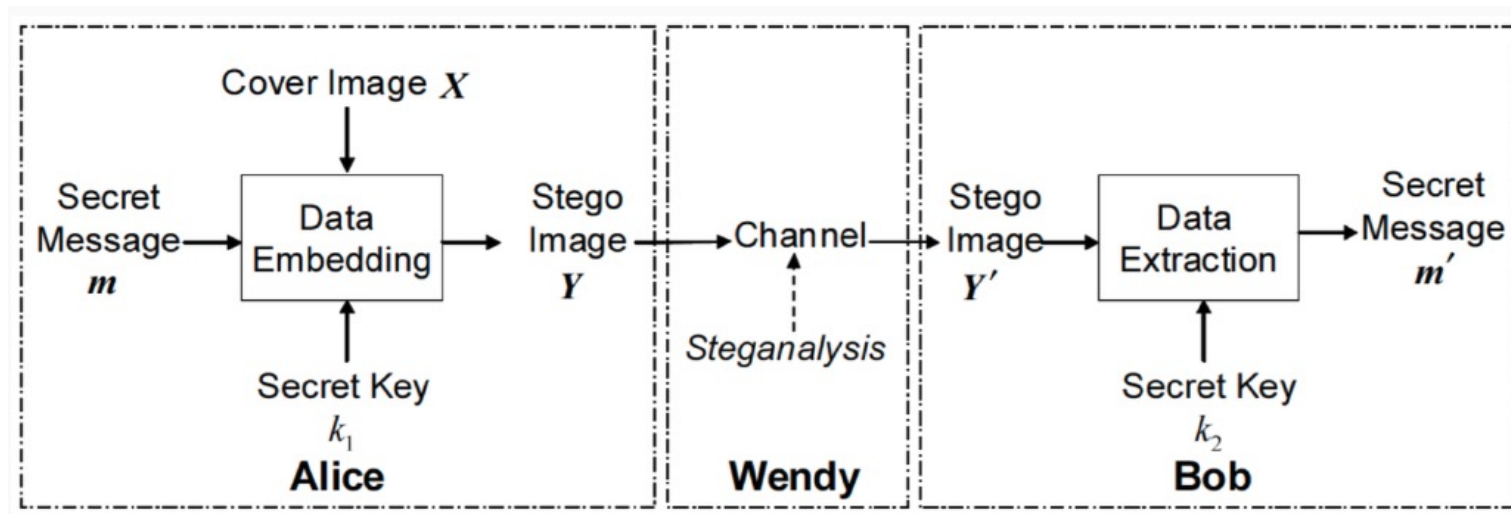 Cover Image X
Secret
Message
m
Data
Embedding
Stego
Image
Y
Secret Key
k₁
Alice
Channel
Steganalysis
Wendy
Stego
Image
Y′
Data
Extraction
Secret
Message
m′
Secret Key
k₂
Bob